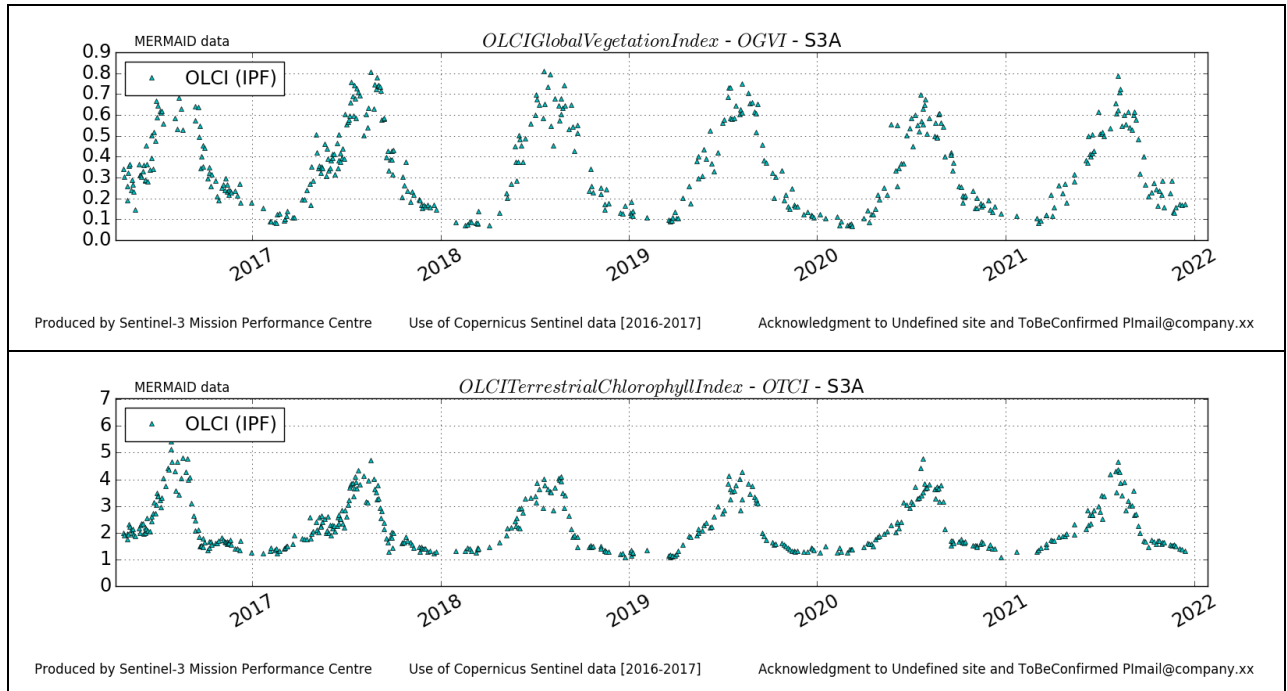 MERMAID data
OLCIGlobalVegetationIndex - OGVI - S3A
0.9
0.8
0.7
0.6
0.5
0.4
0.3
0.2
0.1
0.0
OLCI (IPF)
2017 2018 2019 2020 2021 2022
Produced by Sentinel-3 Mission Performance Centre Use of Copernicus Sentinel data [2016-2017] Acknowledgment to Undefined site and ToBeConfirmed PImail@company.xx
MERMAID data
OLCITerrestrialChlorophyllIndex - OTCI - S3A
7
6
5
4
3
2
1
0
OLCI (IPF)
2017 2018 2019 2020 2021 2022
Produced by Sentinel-3 Mission Performance Centre Use of Copernicus Sentinel data [2016-2017] Acknowledgment to Undefined site and ToBeConfirmed PImail@company.xx